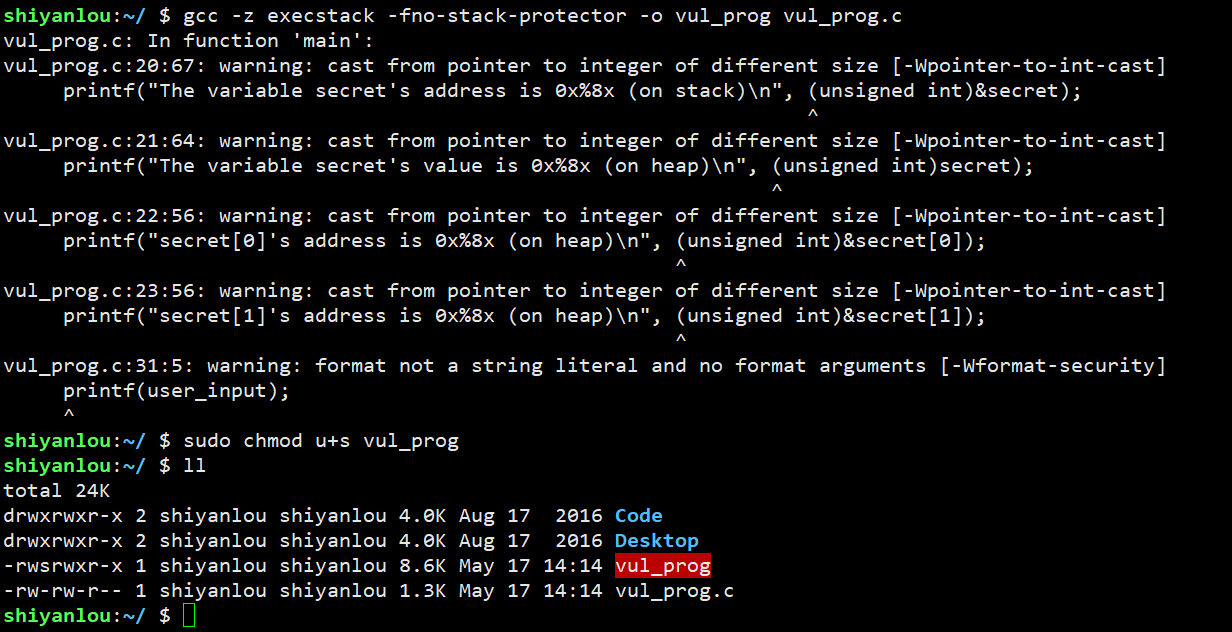 shiyanlou:~/ $ gcc -z execstack -fno-stack-protector -o vul_prog vul_prog.c
vul_prog.c: In function 'main':
vul_prog.c:20:67: warning: cast from pointer to integer of different size [-Wpointer-to-int-cast]
     printf("The variable secret's address is 0x%8x (on stack)\n", (unsigned int)&secret);
                                                                   ^
vul_prog.c:21:64: warning: cast from pointer to integer of different size [-Wpointer-to-int-cast]
     printf("The variable secret's value is 0x%8x (on heap)\n", (unsigned int)secret);
                                                                ^
vul_prog.c:22:56: warning: cast from pointer to integer of different size [-Wpointer-to-int-cast]
     printf("secret[0]'s address is 0x%8x (on heap)\n", (unsigned int)&secret[0]);
                                                        ^
vul_prog.c:23:56: warning: cast from pointer to integer of different size [-Wpointer-to-int-cast]
     printf("secret[1]'s address is 0x%8x (on heap)\n", (unsigned int)&secret[1]);
                                                        ^
vul_prog.c:31:5: warning: format not a string literal and no format arguments [-Wformat-security]
     printf(user_input);
     ^
shiyanlou:~/ $ sudo chmod u+s vul_prog
shiyanlou:~/ $ ll
total 24K
drwxrwxr-x 2 shiyanlou shiyanlou 4.0K Aug 17  2016 Code
drwxrwxr-x 2 shiyanlou shiyanlou 4.0K Aug 17  2016 Desktop
-rwsrwxr-x 1 shiyanlou shiyanlou 8.6K May 17 14:14 vul_prog
-rw-rw-r-- 1 shiyanlou shiyanlou 1.3K May 17 14:14 vul_prog.c
shiyanlou:~/ $